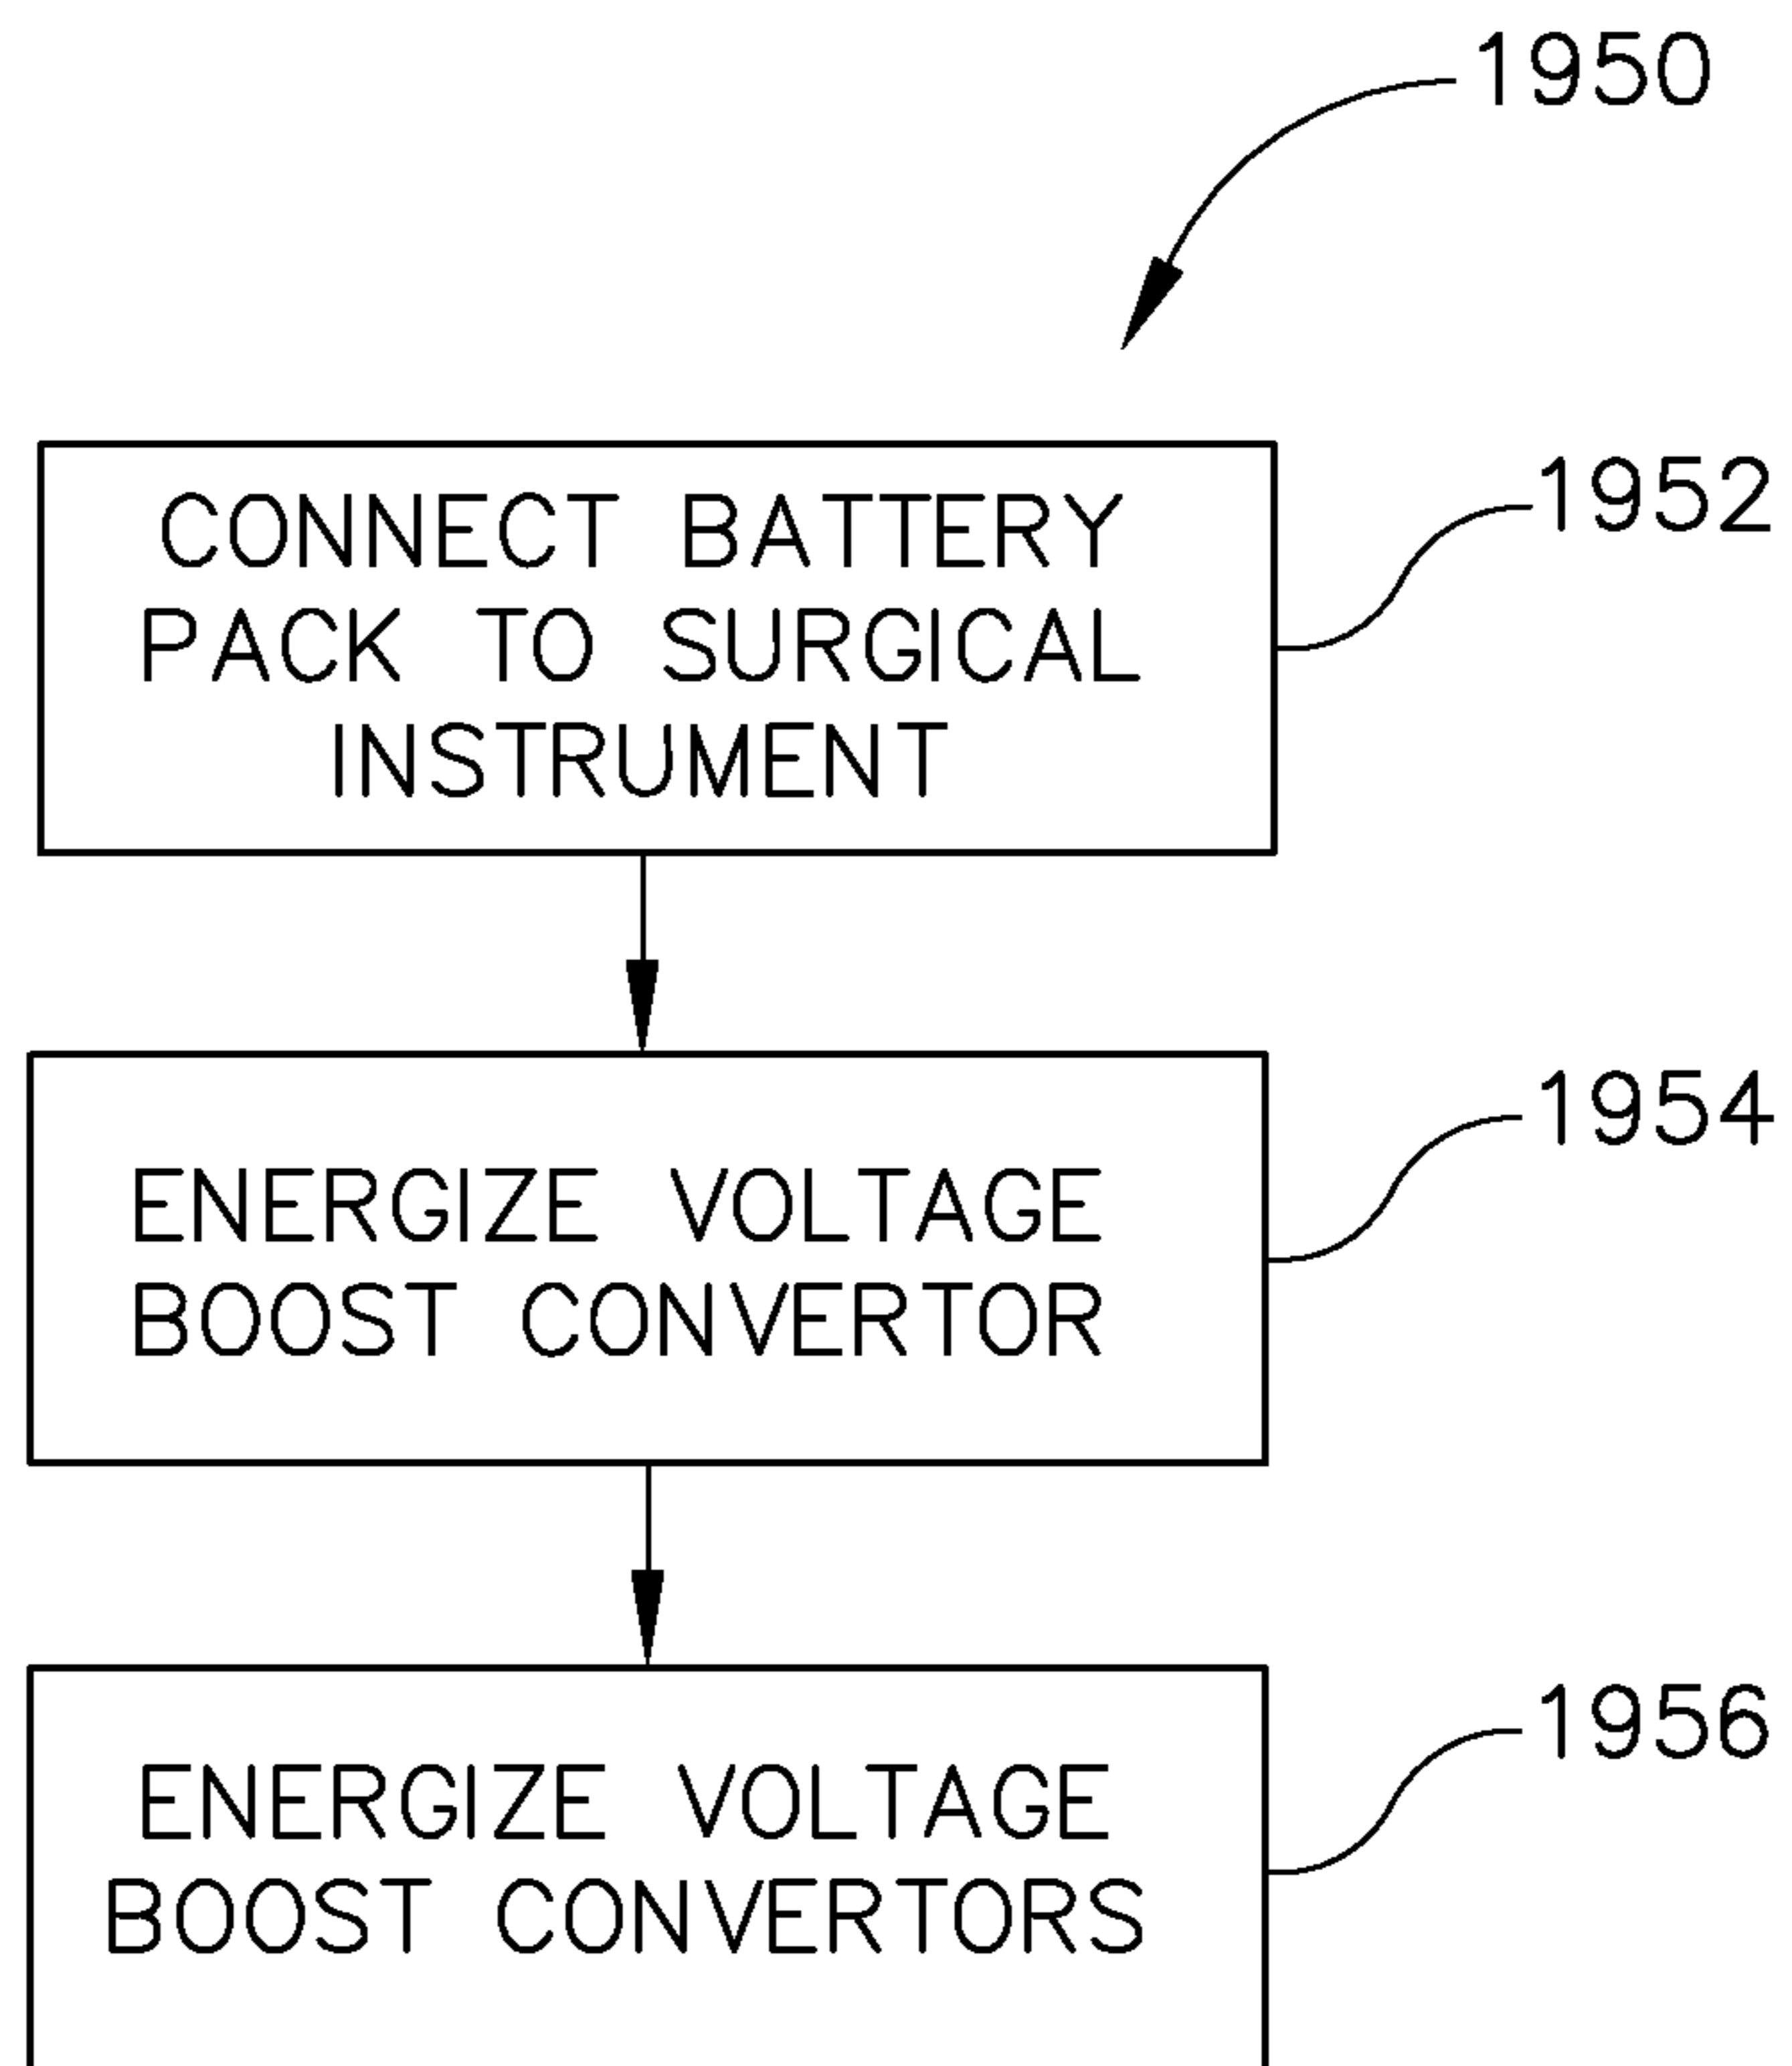 1950
CONNECT BATTERY
PACK TO SURGICAL
INSTRUMENT
1952
ENERGIZE VOLTAGE
BOOST CONVERTOR
1954
ENERGIZE VOLTAGE
BOOST CONVERTORS
1956